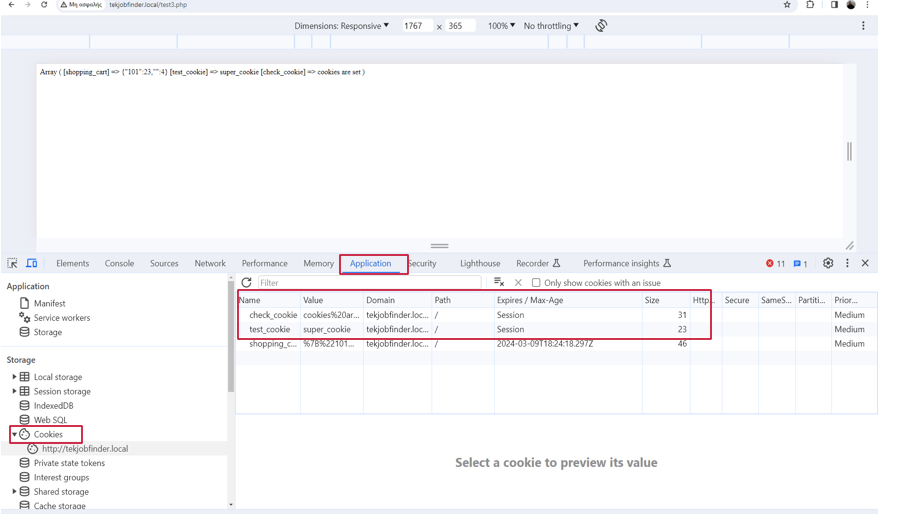 Μη ασφαλής tekjobfinder.local/test3.php
Dimensions: Responsive 1767 x 365 100% No throttling
Array ( [shopping_cart] => {"101":23,"":4} [test_cookie] => super_cookie [check_cookie] => cookies are set )
Elements Console Sources Network Performance Memory Application Security Lighthouse Recorder Performance insights 11 1
Application
Manifest
Service workers
Storage
Storage
Local storage
Session storage
IndexedDB
Web SQL
Cookies
http://tekjobfinder.local
Private state tokens
Interest groups
Shared storage
Cache storage
Filter Only show cookies with an issue
Name Value Domain Path Expires / Max-Age Size Http... Secure SameS... Partiti... Prior...
check_cookie cookies%20ar... tekjobfinder.loc... / Session 31 Medium
test_cookie super_cookie tekjobfinder.loc... / Session 23 Medium
shopping_c... %7B%22101... tekjobfinder.loc... / 2024-03-09T18:24:18.297Z 46 Medium
Select a cookie to preview its value